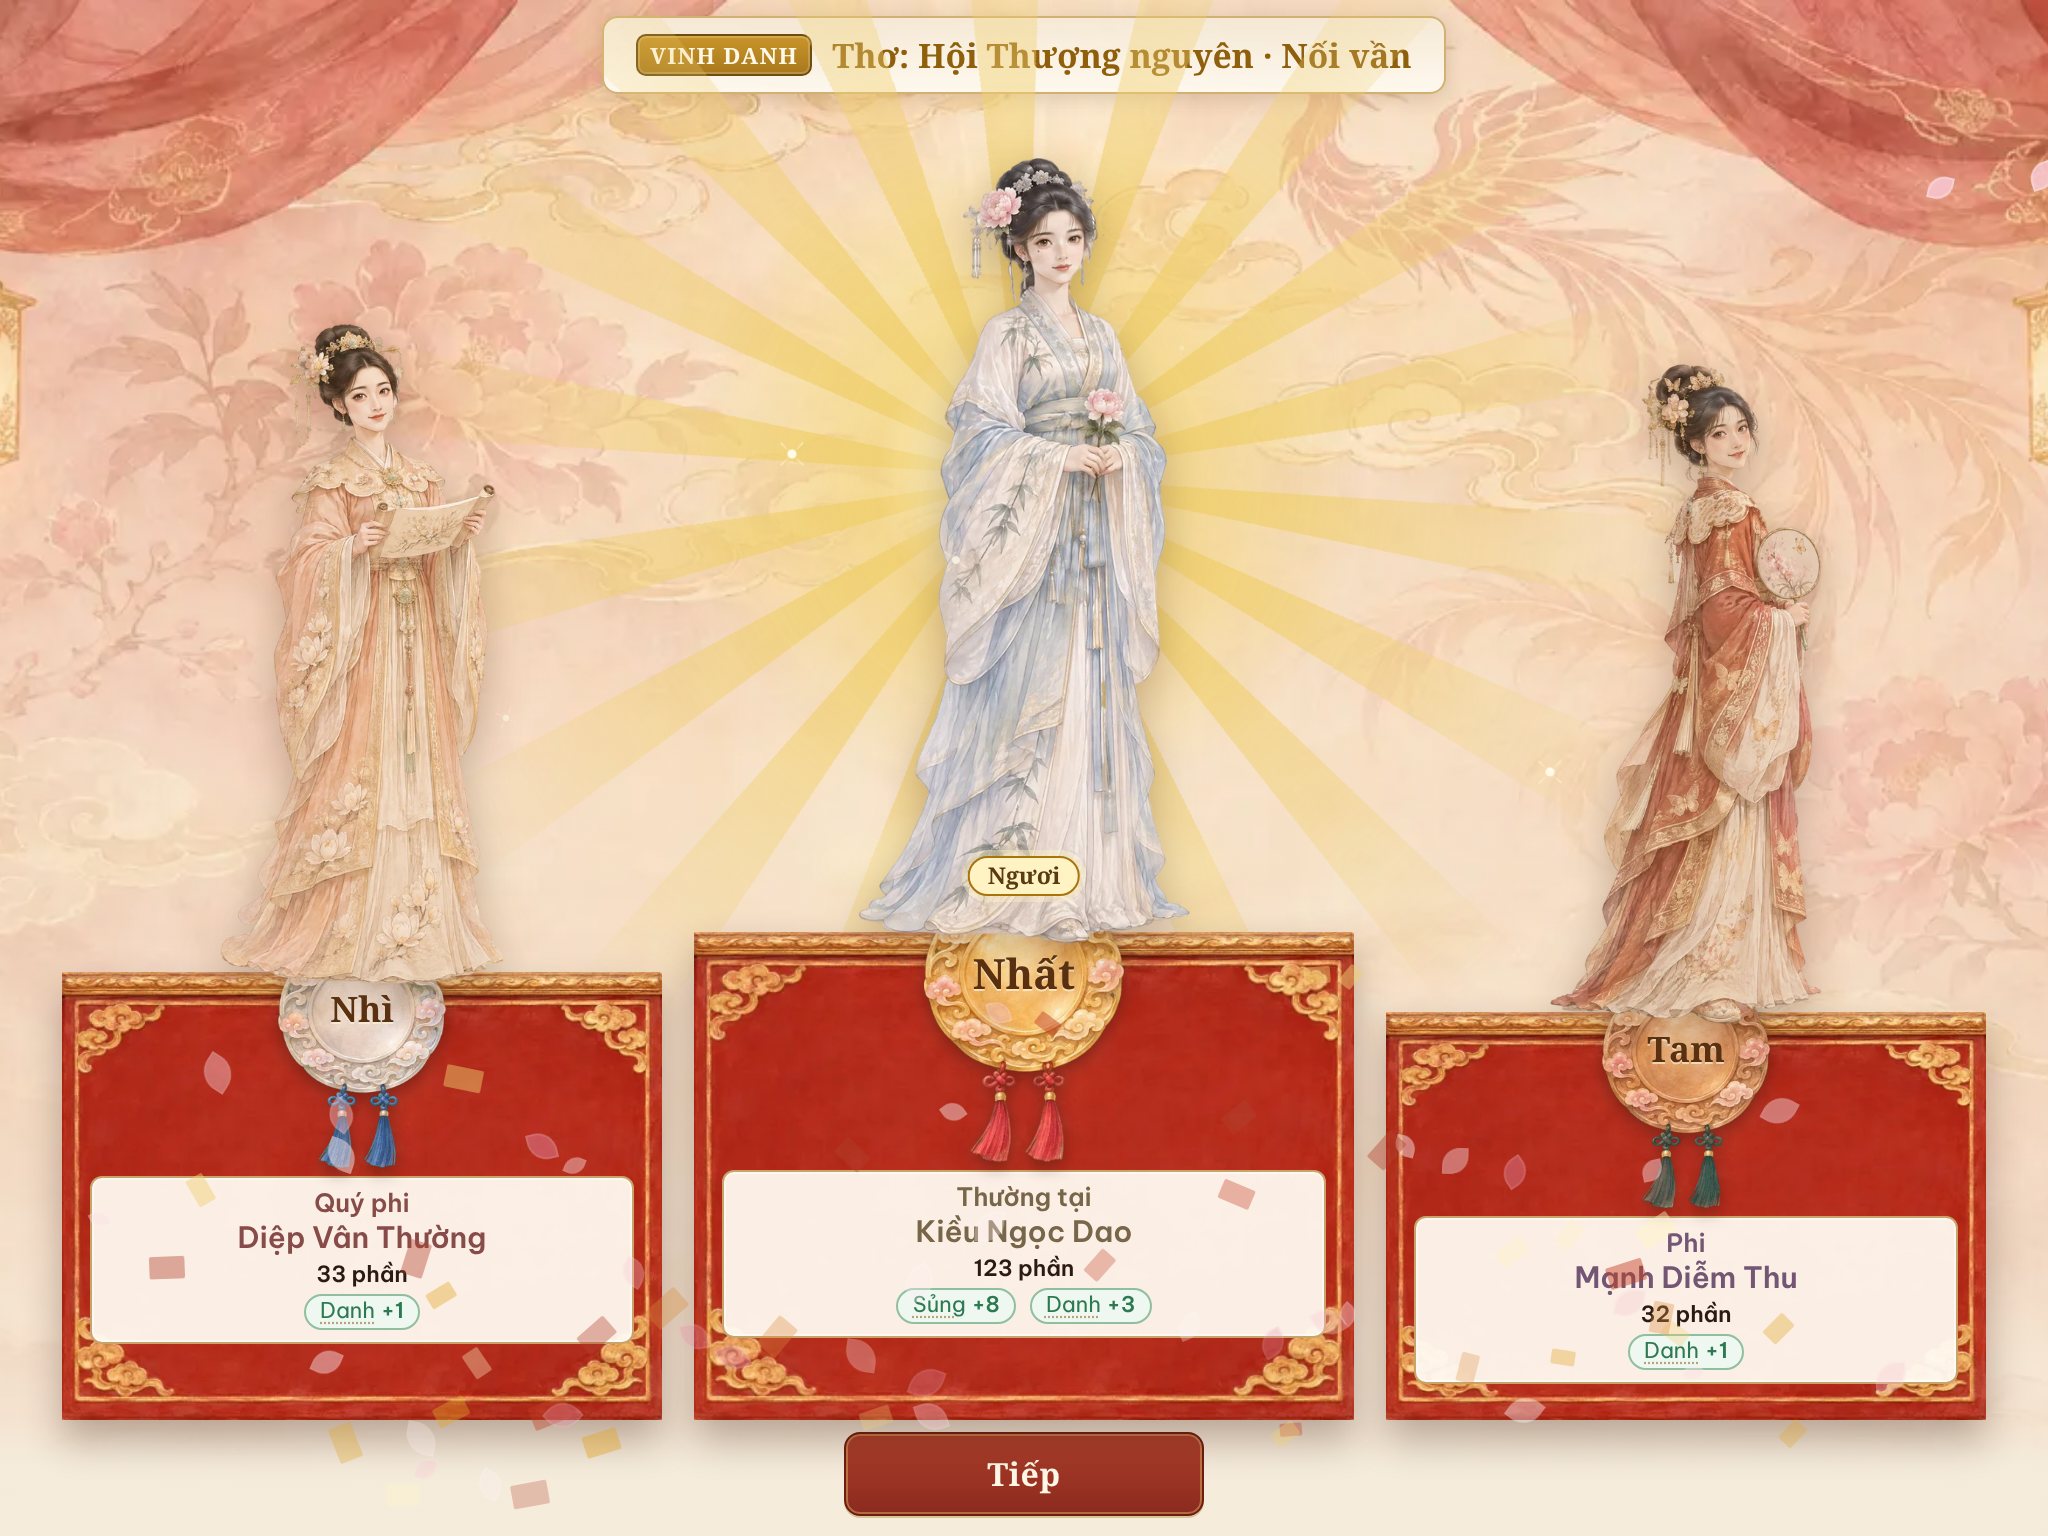 VINH DANH Thơ: Hội Thượng nguyên · Nối vần
Ngươi
Nhì
Quý phi
Diệp Vân Thường
33 phần
Danh +1
Nhất
Thường tại
Kiều Ngọc Dao
123 phần
Sủng +8 Danh +3
Tam
Phi
Mạnh Diễm Thu
32 phần
Danh +1
Tiếp